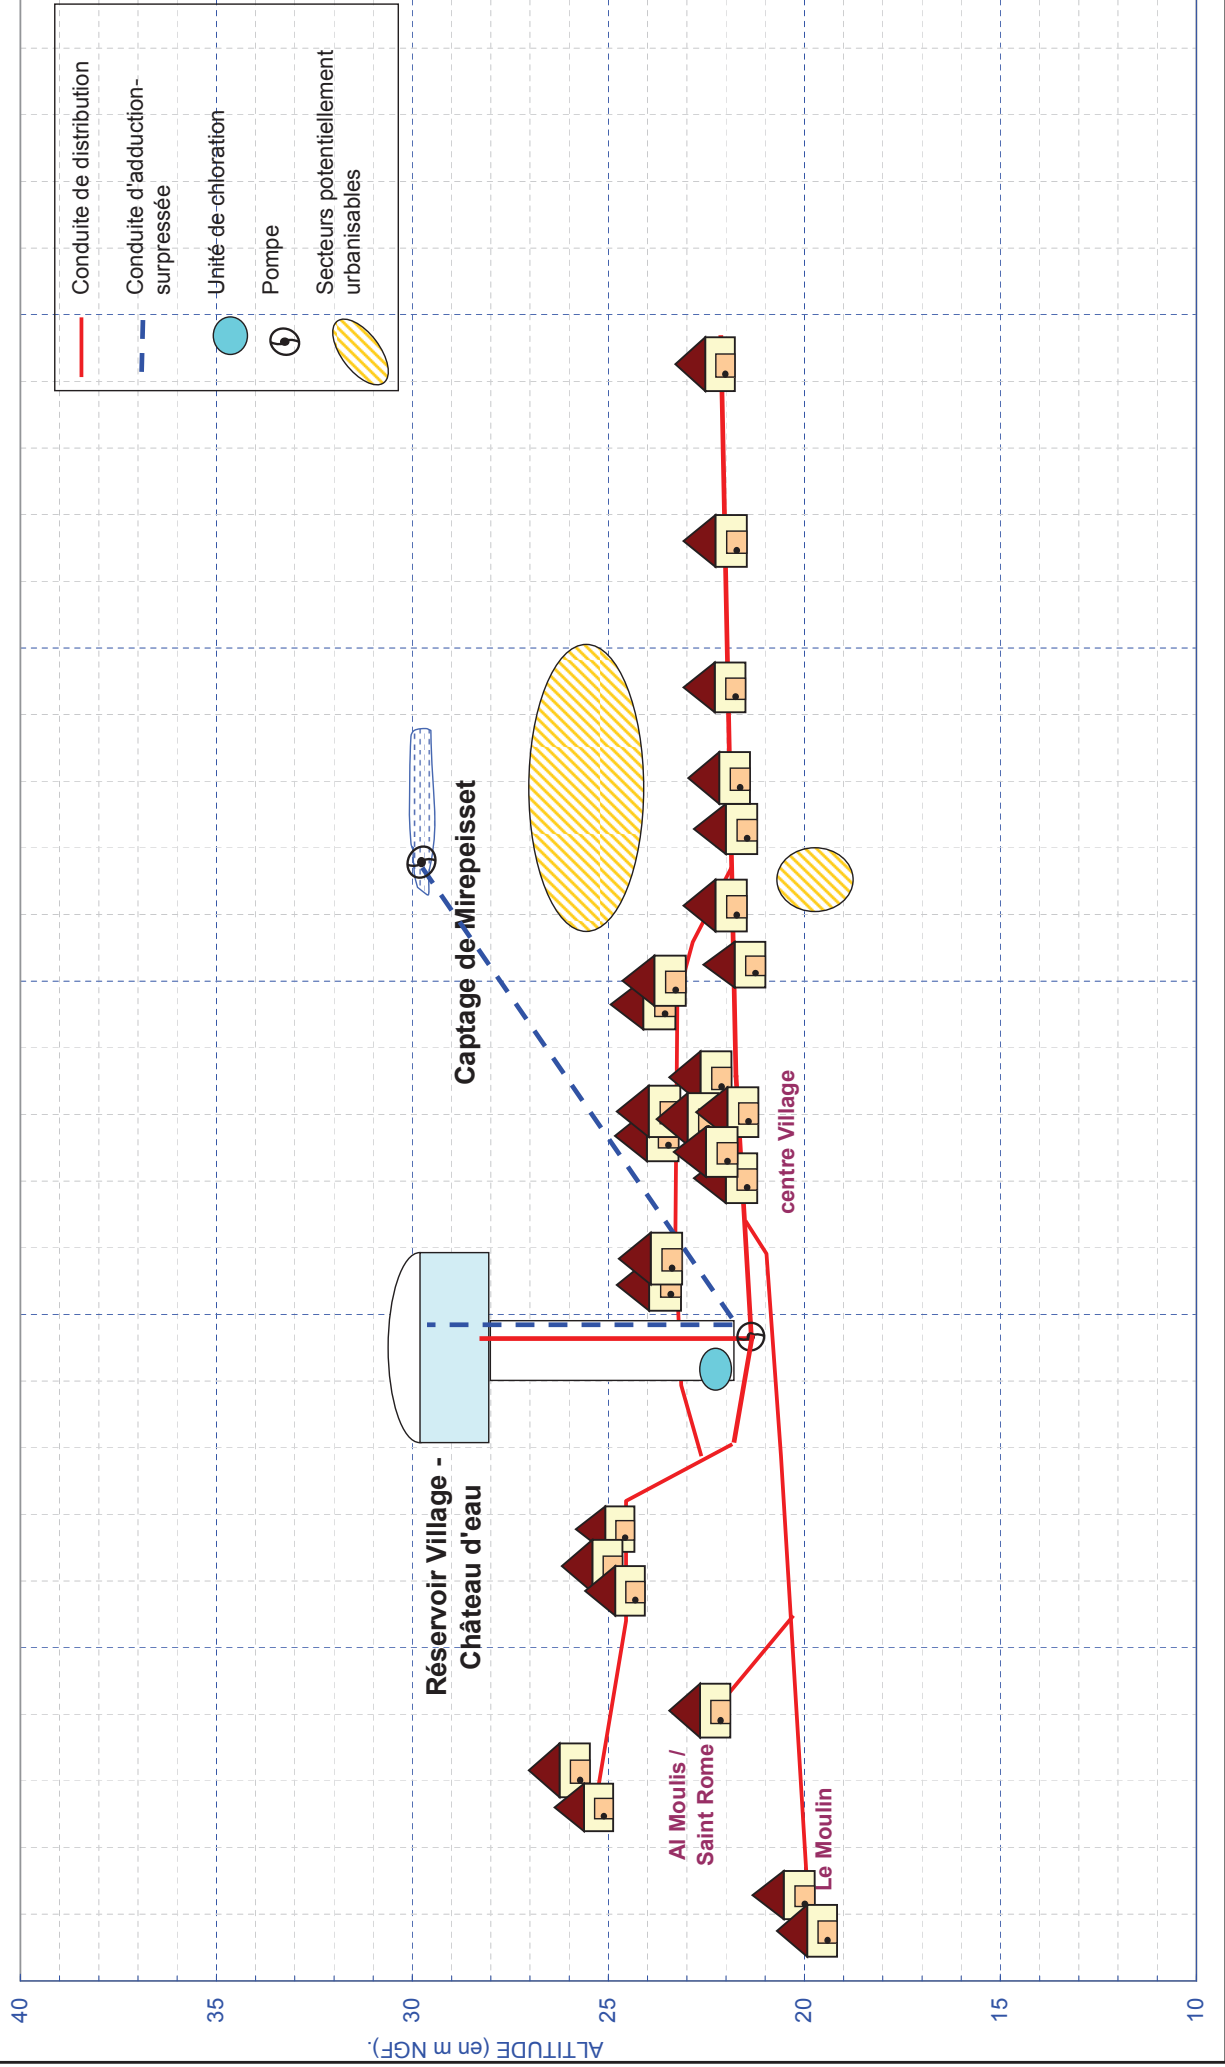 Conduite de distribution
Conduite d'adduction-
surpressée
Unité de chloration
Pompe
Secteurs potentiellement
urbanisables
Captage de Mirepeisset
Réservoir Village -
Château d'eau
centre Village
Al Moulis /
Saint Rome
Le Moulin
ALTITUDE (en m NGF).
40
35
30
25
20
15
10